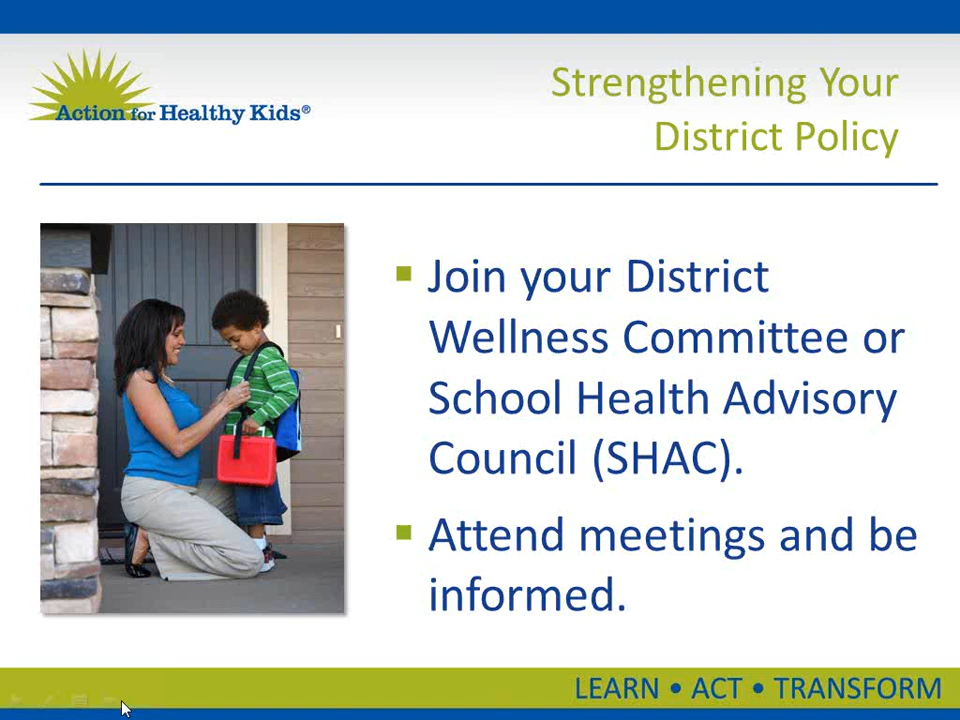 Strengthening Your
District Policy
Action for Healthy Kids®
▪ Join your District
Wellness Committee or
School Health Advisory
Council (SHAC).
▪ Attend meetings and be
informed.
LEARN • ACT • TRANSFORM